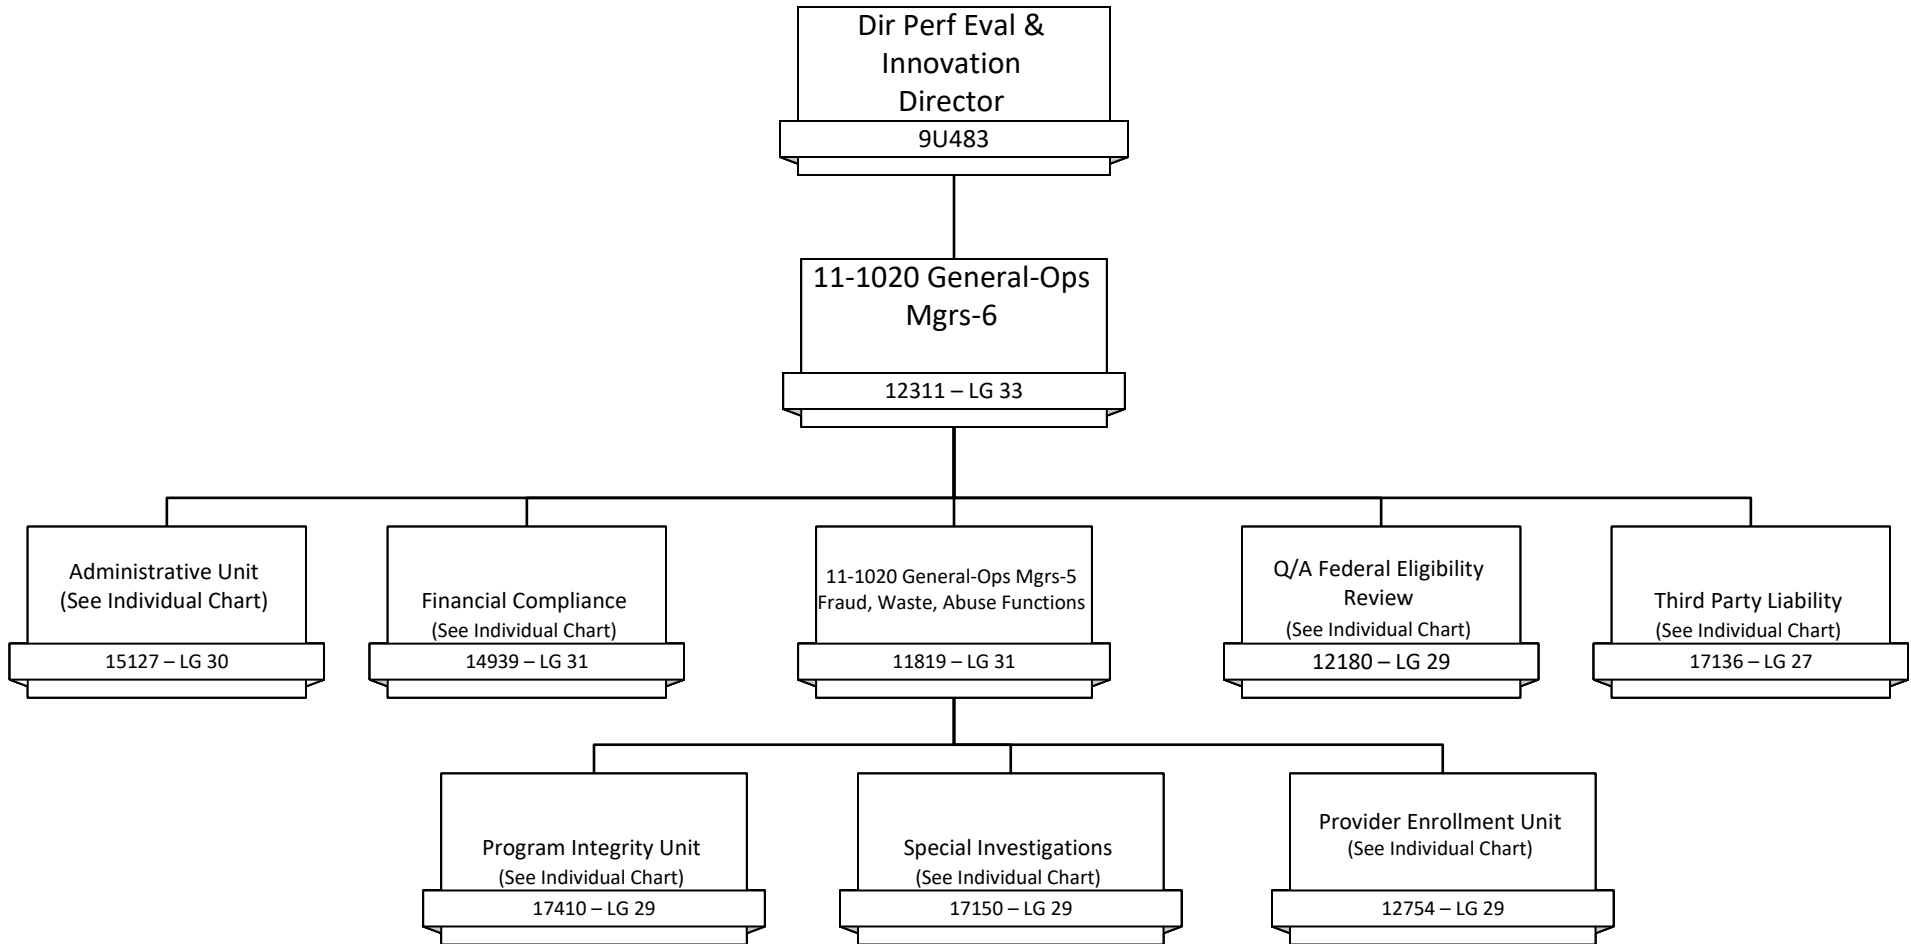 Dir Perf Eval &
Innovation
Director
9U483
11-1020 General-Ops
Mgrs-6
12311 – LG 33
Administrative Unit
(See Individual Chart)
15127 – LG 30
Financial Compliance
(See Individual Chart)
14939 – LG 31
11-1020 General-Ops Mgrs-5
Fraud, Waste, Abuse Functions
11819 – LG 31
Q/A Federal Eligibility
Review
(See Individual Chart)
12180 – LG 29
Third Party Liability
(See Individual Chart)
17136 – LG 27
Program Integrity Unit
(See Individual Chart)
17410 – LG 29
Special Investigations
(See Individual Chart)
17150 – LG 29
Provider Enrollment Unit
(See Individual Chart)
12754 – LG 29